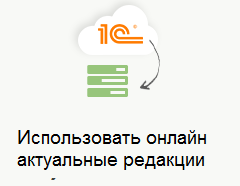 1С
Использовать онлайн
актуальные редакции